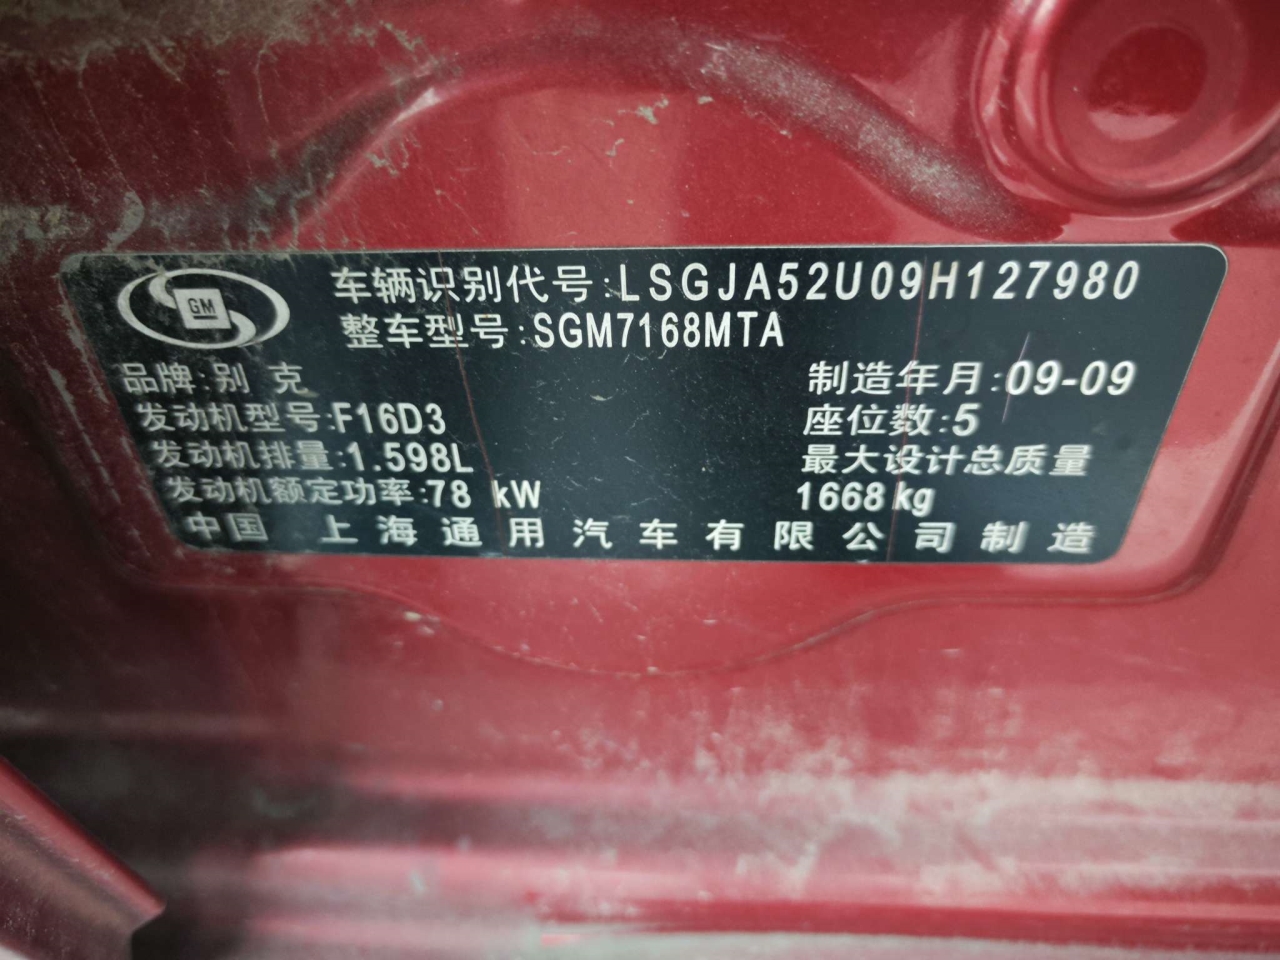 GM
车辆识别代号:LSGJA52U09H127980
整车型号:SGM7168MTA
品牌:别 克
制造年月:09-09
发动机型号:F16D3
座位数:5
发动机排量:1.598L
最大设计总质量
发动机额定功率:78 kW
1668kg
中国 上海通用汽车有限公司制造